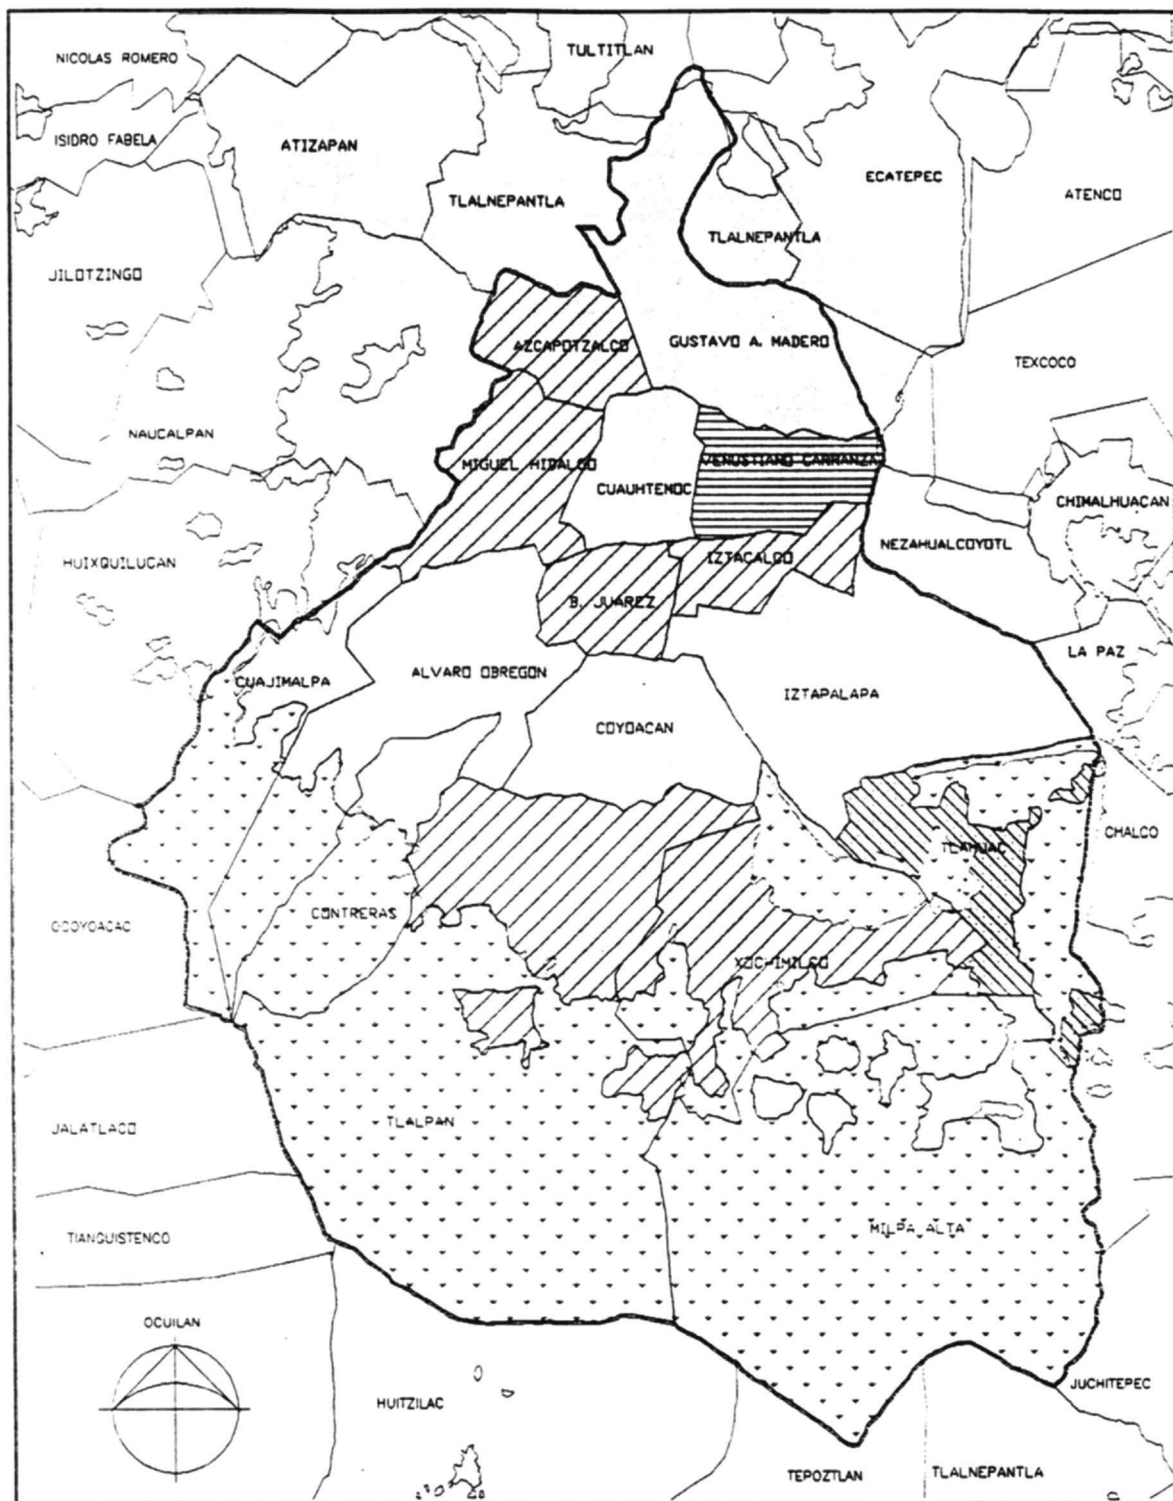 NICOLAS ROMERO
TULTITLAN
ISIDRO FABELA
ATIZAPAN
TLALNEPANTLA
ECATEPEC
ATENCO
TLALNEPANTLA
JILOTZINGO
AZCAPOTZALCO
GUSTAVO A. MADERO
TEXCOCO
NAUCALPAN
MIGUEL HIDALGO
VENUSTIANO CARRANZA
CUAUHTEMOC
CHIMALHUACAN
HUIXQUILUCAN
IZTACALCO
NEZAHUALCOYOTL
B. JUAREZ
LA PAZ
CUAJIMALPA
ALVARO OBREGON
IZTAPALAPA
COYOACAN
CHALCO
TLAHUAC
CONTRERAS
OCOYOACAC
XOCHIMILCO
TLALPAN
JALATLACO
MILPA ALTA
TIANGUISTENCO
OCUILAN
JUCHITEPEC
HUITZILAC
TEPOZTLAN
TLALNEPANTLA